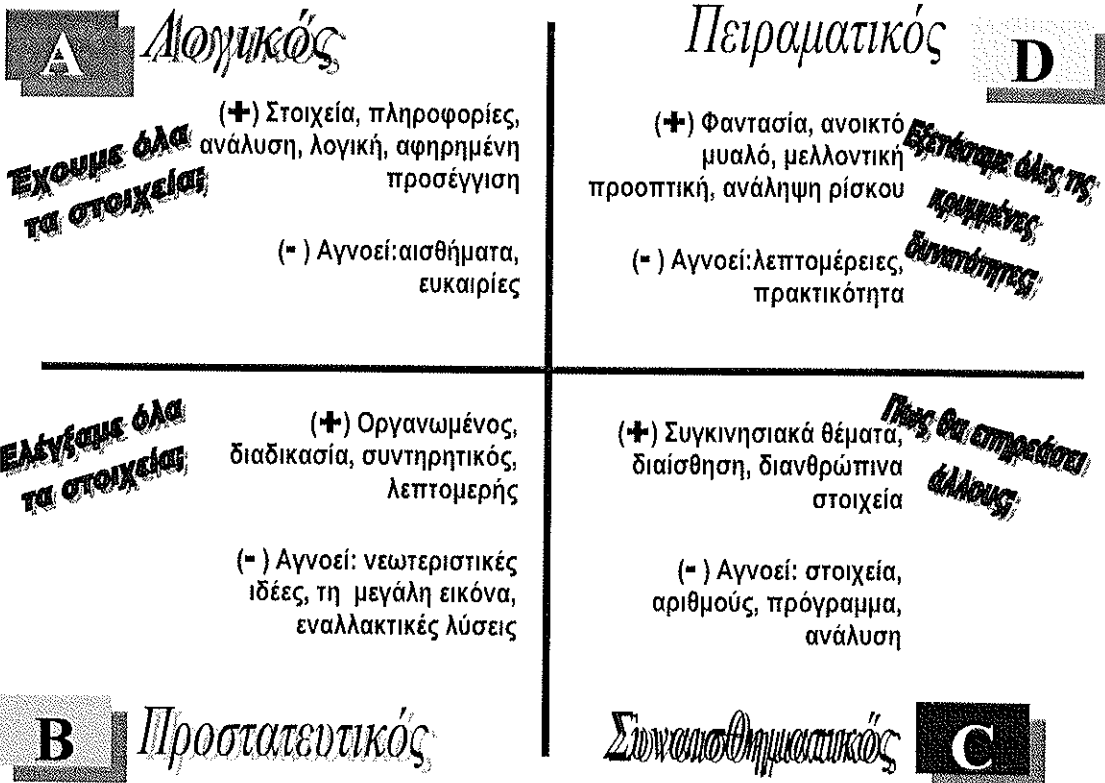 A Λογικός
Έχουμε όλα
τα στοιχεία;
(+) Στοιχεία, πληροφορίες,
ανάλυση, λογική, αφηρημένη
προσέγγιση
(-) Αγνοεί:αισθήματα,
ευκαιρίες
Πειραματικός D
(+) Φαντασία, ανοικτό
μυαλό, μελλοντική
προοπτική, ανάληψη ρίσκου
(-) Αγνοεί:λεπτομέρειες,
πρακτικότητα
Εξετάσαμε όλες τις
κρυμμένες
δυνατότητες;
Ελέγξαμε όλα
τα στοιχεία;
(+) Οργανωμένος,
διαδικασία, συντηρητικός,
λεπτομερής
(-) Αγνοεί: νεωτεριστικές
ιδέες, τη μεγάλη εικόνα,
εναλλακτικές λύσεις
B Προστατευτικός
(+) Συγκινησιακά θέματα,
διαίσθηση, διανθρώπινα
στοιχεία
(-) Αγνοεί: στοιχεία,
αριθμούς, πρόγραμμα,
ανάλυση
Πως θα επηρεάσει
άλλους;
Συναισθηματικός C